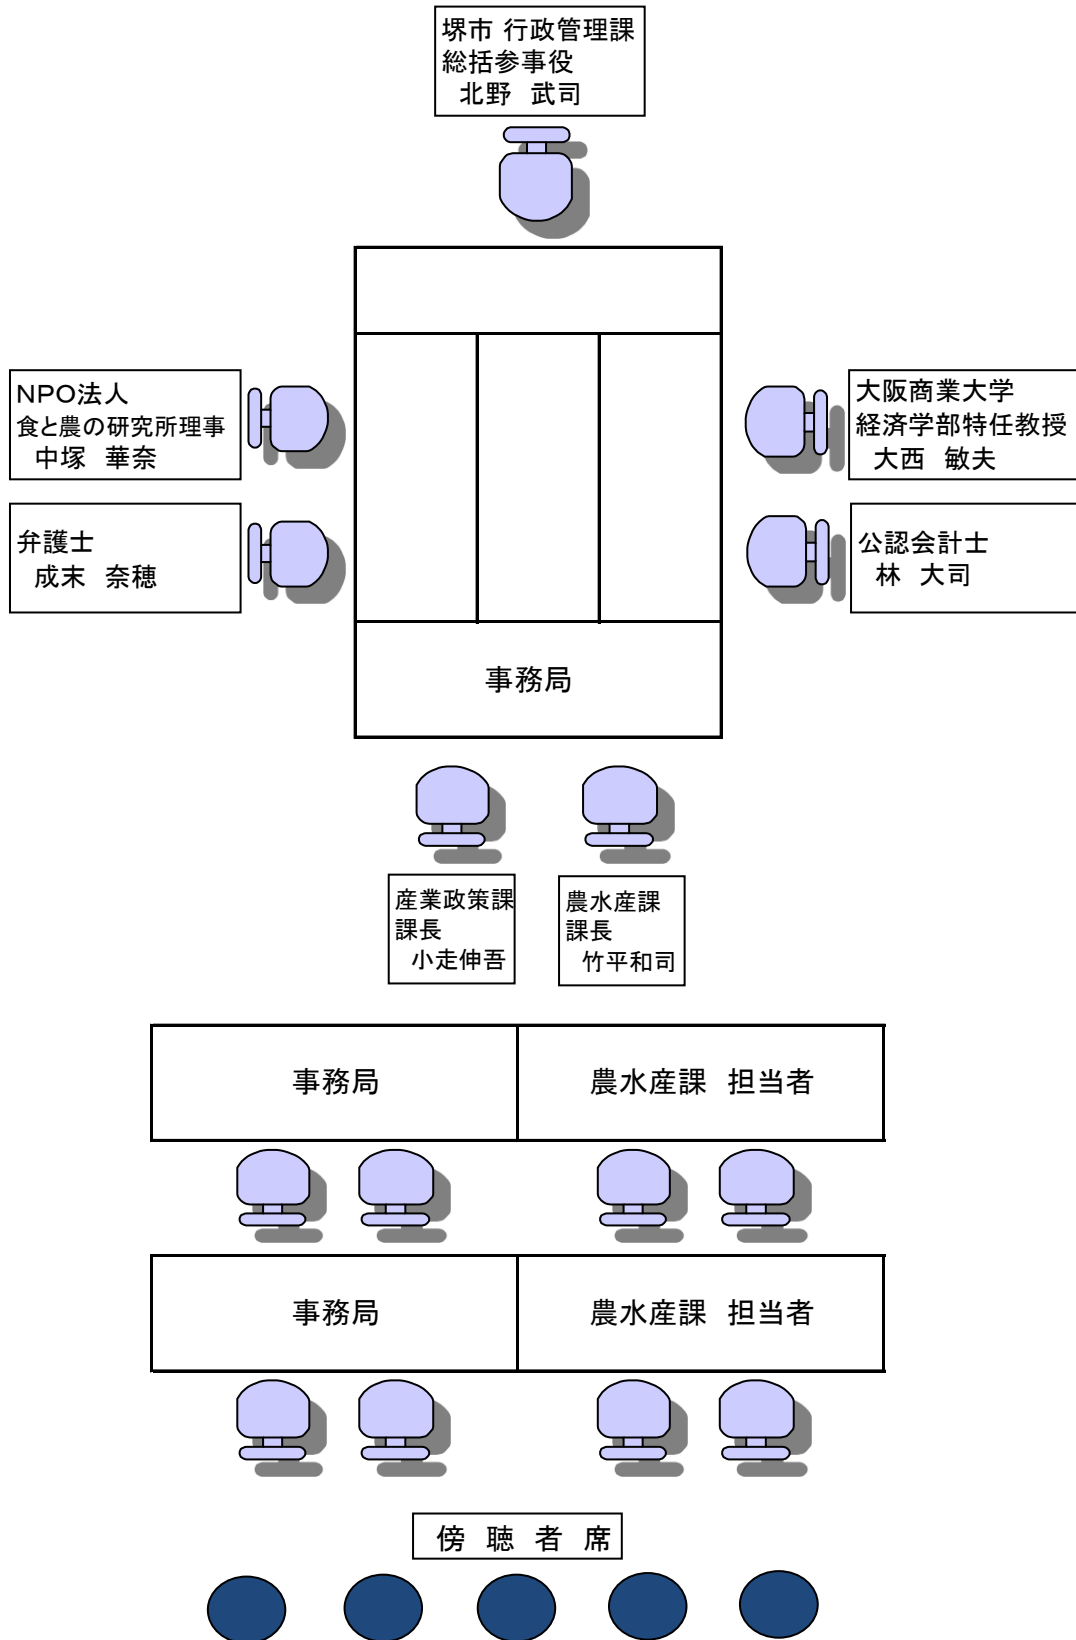 堺市 行政管理課
総括参事役
北野 武司
NPO法人
食と農の研究所理事
中塚 華奈
大阪商業大学
経済学部特任教授
大西 敏夫
弁護士
成末 奈穂
公認会計士
林 大司
事務局
産業政策課
課長
小走伸吾
農水産課
課長
竹平和司
事務局
農水産課 担当者
事務局
農水産課 担当者
傍 聴 者 席